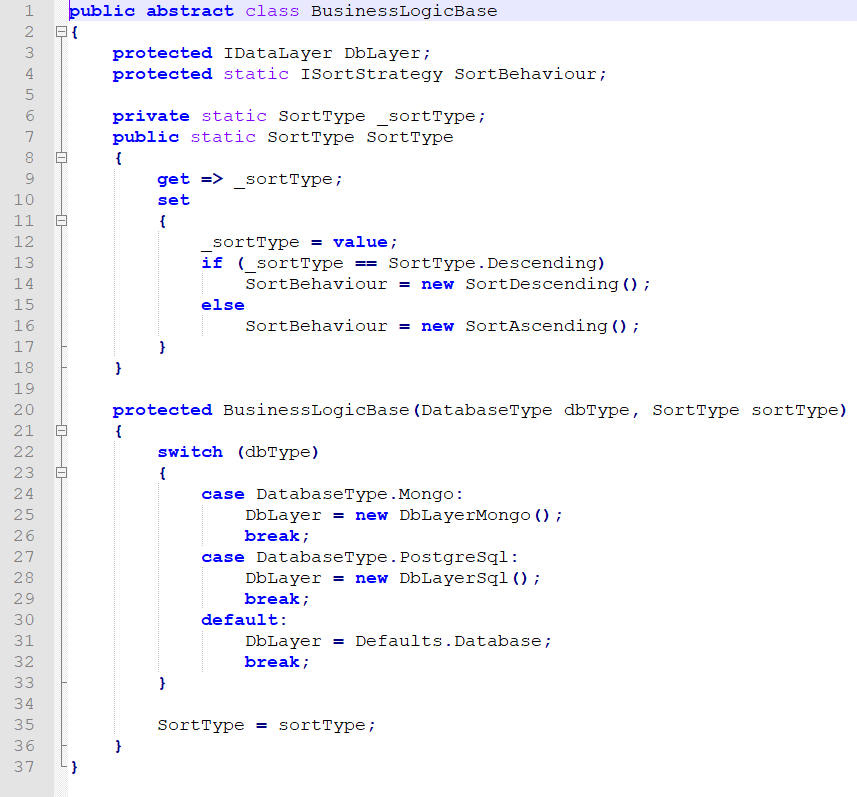 1 public abstract class BusinessLogicBase
2 {
3     protected IDataLayer DbLayer;
4     protected static ISortStrategy SortBehaviour;
5
6     private static SortType _sortType;
7     public static SortType SortType
8     {
9         get => _sortType;
10         set
11         {
12             _sortType = value;
13             if (_sortType == SortType.Descending)
14                 SortBehaviour = new SortDescending();
15             else
16                 SortBehaviour = new SortAscending();
17         }
18     }
19
20     protected BusinessLogicBase(DatabaseType dbType, SortType sortType)
21     {
22         switch (dbType)
23         {
24             case DatabaseType.Mongo:
25                 DbLayer = new DbLayerMongo();
26                 break;
27             case DatabaseType.PostgreSql:
28                 DbLayer = new DbLayerSql();
29                 break;
30             default:
31                 DbLayer = Defaults.Database;
32                 break;
33         }
34
35         SortType = sortType;
36     }
37 }